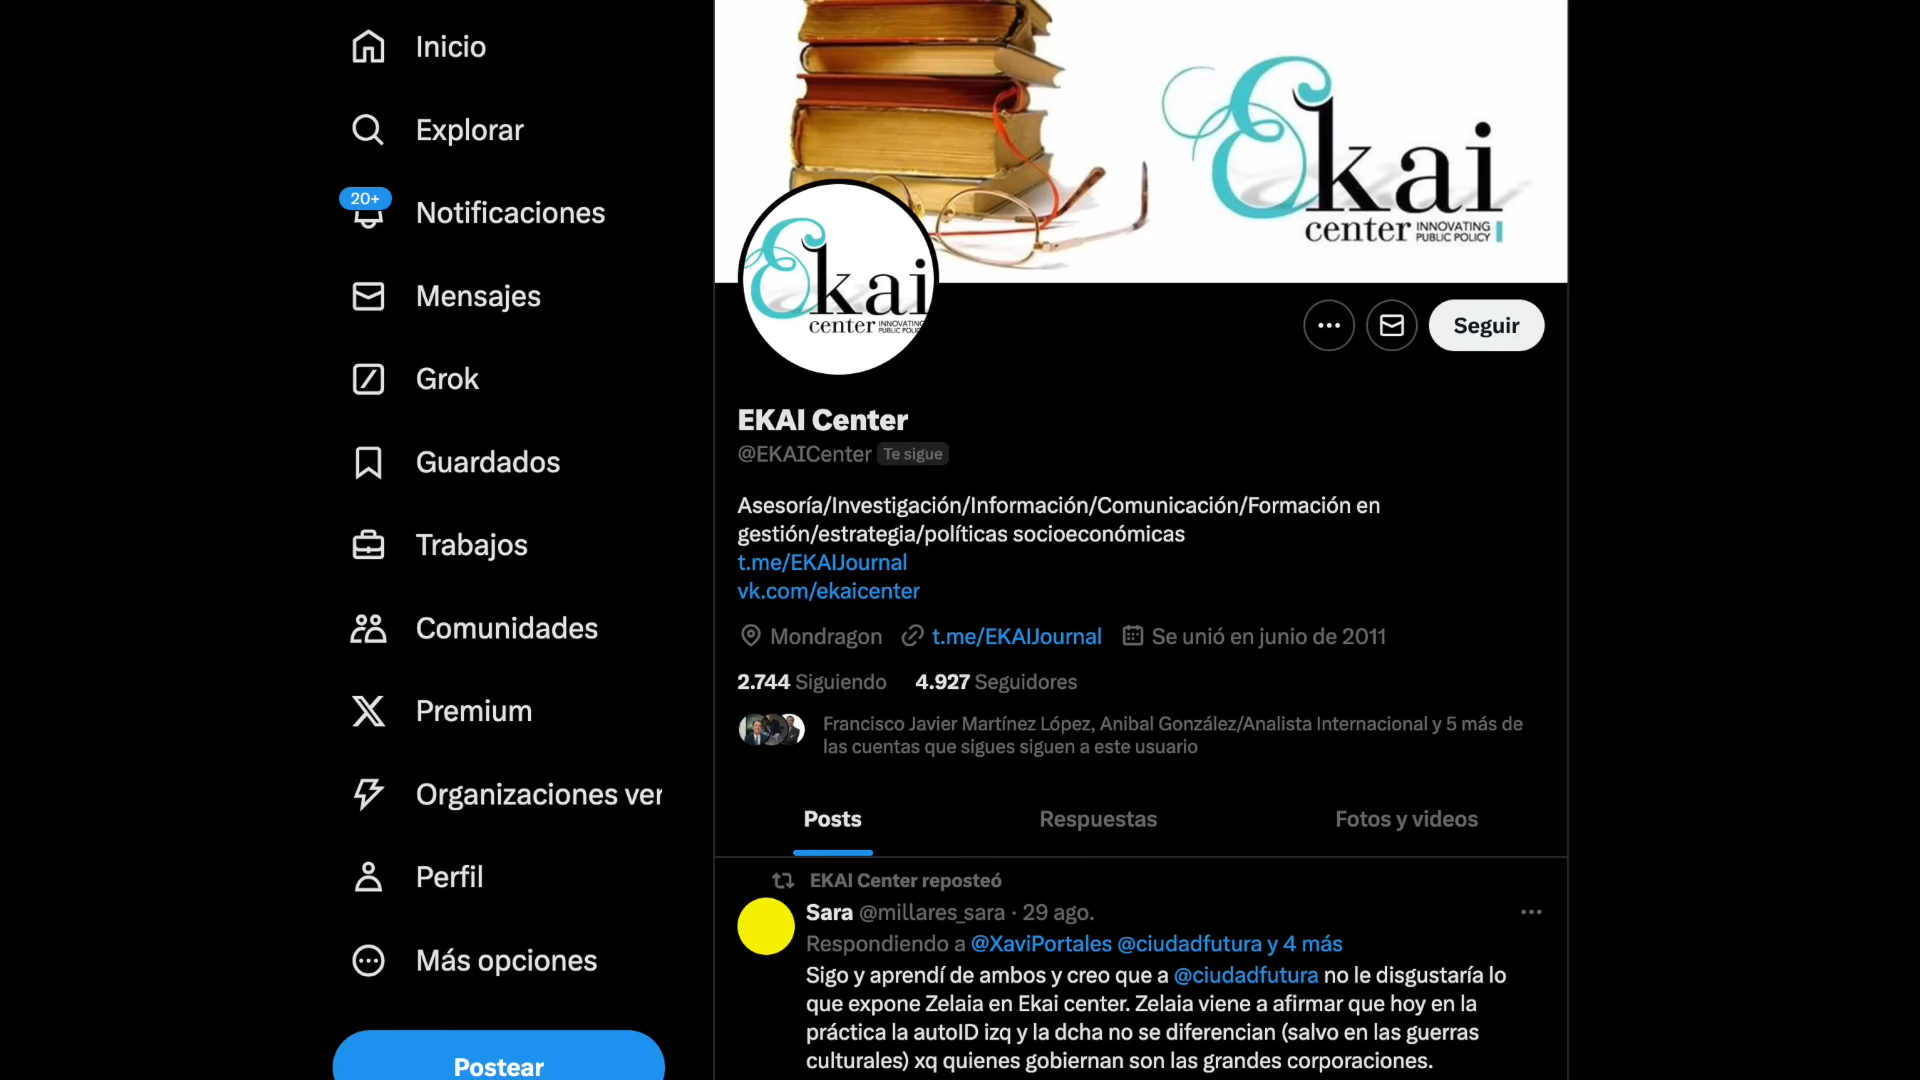 Inicio
Explorar
20+
Notificaciones
Mensajes
Grok
Guardados
Trabajos
Comunidades
Premium
Organizaciones ver
Perfil
Más opciones
Postear
Ekai
center INNOVATING
PUBLIC POLICY
Ekai
center INNOVATING
Seguir
EKAI Center
@EKAICenter Te sigue
Asesoría/Investigación/Información/Comunicación/Formación en
gestión/estrategia/políticas socioeconómicas
t.me/EKAIJournal
vk.com/ekaicenter
Mondragon t.me/EKAIJournal Se unió en junio de 2011
2.744 Siguiendo 4.927 Seguidores
Francisco Javier Martínez López, Anibal González/Analista Internacional y 5 más de
las cuentas que sigues siguen a este usuario
Posts Respuestas Fotos y videos
EKAI Center reposteó
Sara @millares_sara · 29 ago.
Respondiendo a @XaviPortales @ciudadfutura y 4 más
Sigo y aprendí de ambos y creo que a @ciudadfutura no le disgustaría lo
que expone Zelaia en Ekai center. Zelaia viene a afirmar que hoy en la
práctica la autoID izq y la dcha no se diferencian (salvo en las guerras
culturales) xq quienes gobiernan son las grandes corporaciones.